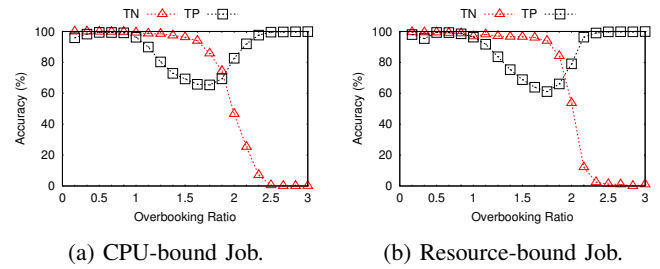 TN TP
Accuracy (%)
100
80
60
40
20
0
0 0.5 1 1.5 2 2.5 3
Overbooking Ratio
(a) CPU-bound Job.
TN TP
Accuracy (%)
100
80
60
40
20
0
0 0.5 1 1.5 2 2.5 3
Overbooking Ratio
(b) Resource-bound Job.